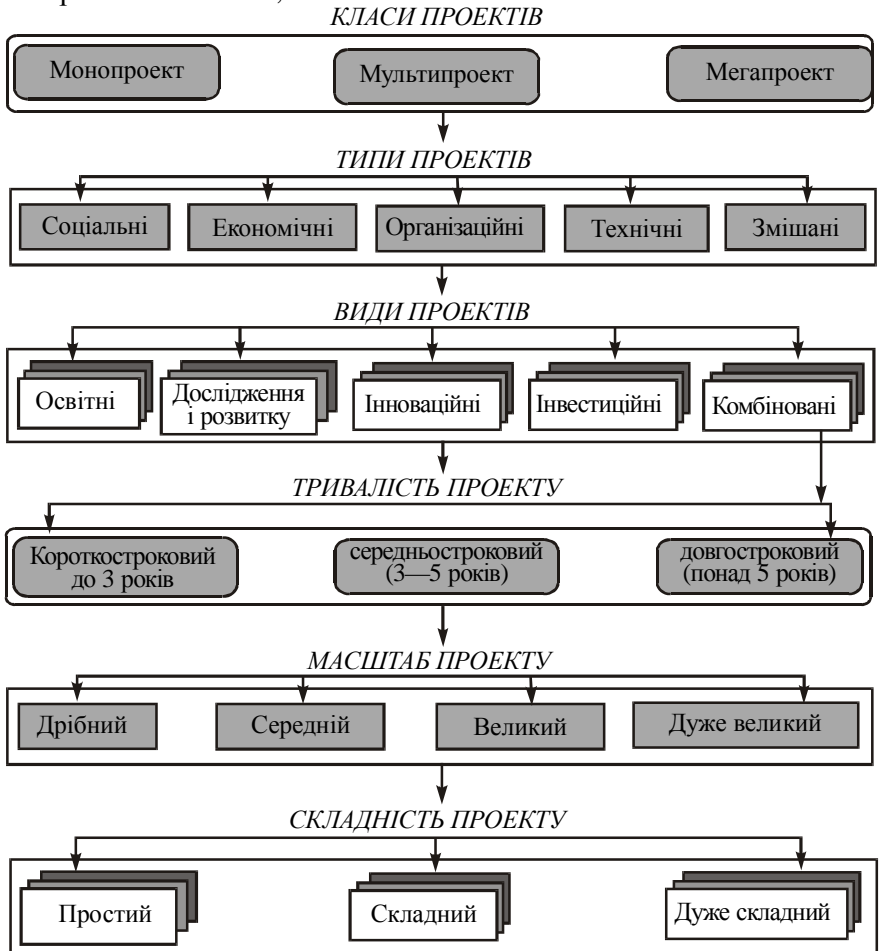 КЛАСИ ПРОЕКТІВ
Монопроект
Мультипроект
Мегапроект
ТИПИ ПРОЕКТІВ
Соціальні
Економічні
Організаційні
Технічні
Змішані
ВИДИ ПРОЕКТІВ
Освітні
Дослідження
і розвитку
Інноваційні
Інвестиційні
Комбіновані
ТРИВАЛІСТЬ ПРОЕКТУ
Короткостроковий
до 3 років
середньостроковий
(3—5 років)
довгостроковий
(понад 5 років)
МАСШТАБ ПРОЕКТУ
Дрібний
Середній
Великий
Дуже великий
СКЛАДНІСТЬ ПРОЕКТУ
Простий
Складний
Дуже складний